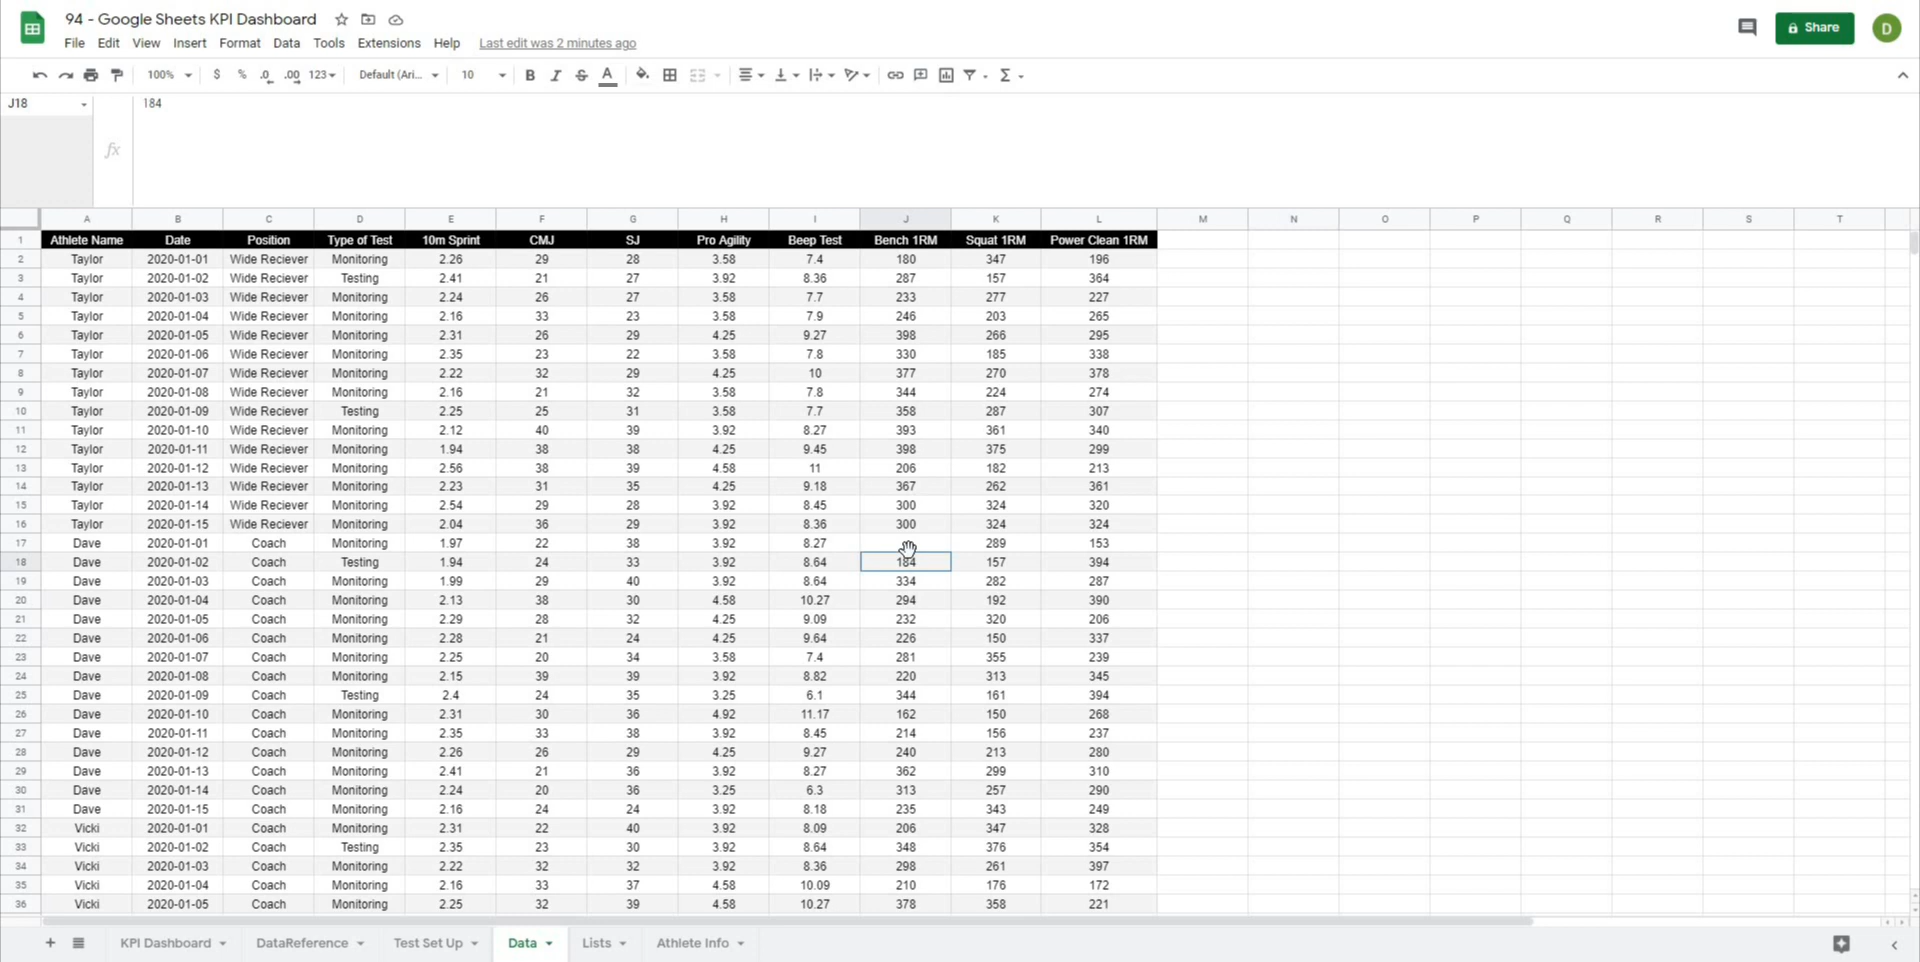 94 - Google Sheets KPI Dashboard
File Edit View Insert Format Data Tools Extensions Help Last edit was 2 minutes ago
Share D
100% $ % .0 .00 123 Default (Ari... 10 B I S A
J18 184
fx
A B C D E F G H I J K L M N O P Q R S T
1 Athlete Name Date Position Type of Test 10m Sprint CMJ SJ Pro Agility Beep Test Bench 1RM Squat 1RM Power Clean 1RM
2 Taylor 2020-01-01 Wide Reciever Monitoring 2.26 29 28 3.58 7.4 180 347 196
3 Taylor 2020-01-02 Wide Reciever Testing 2.41 21 27 3.92 8.36 287 157 364
4 Taylor 2020-01-03 Wide Reciever Monitoring 2.24 26 27 3.58 7.7 233 277 227
5 Taylor 2020-01-04 Wide Reciever Monitoring 2.16 33 23 3.58 7.9 246 203 265
6 Taylor 2020-01-05 Wide Reciever Monitoring 2.31 26 29 4.25 9.27 398 266 295
7 Taylor 2020-01-06 Wide Reciever Monitoring 2.35 23 22 3.58 7.8 330 185 338
8 Taylor 2020-01-07 Wide Reciever Monitoring 2.22 32 29 4.25 10 377 270 378
9 Taylor 2020-01-08 Wide Reciever Monitoring 2.16 21 32 3.58 7.8 344 224 274
10 Taylor 2020-01-09 Wide Reciever Testing 2.25 25 31 3.58 7.7 358 287 307
11 Taylor 2020-01-10 Wide Reciever Monitoring 2.12 40 39 3.92 8.27 393 361 340
12 Taylor 2020-01-11 Wide Reciever Monitoring 1.94 38 38 4.25 9.45 398 375 299
13 Taylor 2020-01-12 Wide Reciever Monitoring 2.56 38 39 4.58 11 206 182 213
14 Taylor 2020-01-13 Wide Reciever Monitoring 2.23 31 35 4.25 9.18 367 262 361
15 Taylor 2020-01-14 Wide Reciever Monitoring 2.54 29 28 3.92 8.45 300 324 320
16 Taylor 2020-01-15 Wide Reciever Monitoring 2.04 36 29 3.92 8.36 300 324 324
17 Dave 2020-01-01 Coach Monitoring 1.97 22 38 3.92 8.27 289 153
18 Dave 2020-01-02 Coach Testing 1.94 24 33 3.92 8.64 184 157 394
19 Dave 2020-01-03 Coach Monitoring 1.99 29 40 3.92 8.64 334 282 287
20 Dave 2020-01-04 Coach Monitoring 2.13 38 30 4.58 10.27 294 192 390
21 Dave 2020-01-05 Coach Monitoring 2.29 28 32 4.25 9.09 232 320 206
22 Dave 2020-01-06 Coach Monitoring 2.28 21 24 4.25 9.64 226 150 337
23 Dave 2020-01-07 Coach Monitoring 2.25 20 34 3.58 7.4 281 355 239
24 Dave 2020-01-08 Coach Monitoring 2.15 39 39 3.92 8.82 220 313 345
25 Dave 2020-01-09 Coach Testing 2.4 24 35 3.25 6.1 344 161 394
26 Dave 2020-01-10 Coach Monitoring 2.31 30 36 4.92 11.17 162 150 268
27 Dave 2020-01-11 Coach Monitoring 2.35 33 38 3.92 8.45 214 156 237
28 Dave 2020-01-12 Coach Monitoring 2.26 26 29 4.25 9.27 240 213 280
29 Dave 2020-01-13 Coach Monitoring 2.41 21 36 3.92 8.27 362 299 310
30 Dave 2020-01-14 Coach Monitoring 2.24 20 36 3.25 6.3 313 257 290
31 Dave 2020-01-15 Coach Monitoring 2.16 24 24 3.92 8.18 235 343 249
32 Vicki 2020-01-01 Coach Monitoring 2.31 22 40 3.92 8.09 206 347 328
33 Vicki 2020-01-02 Coach Testing 2.35 23 30 3.92 8.64 348 376 354
34 Vicki 2020-01-03 Coach Monitoring 2.22 32 32 3.92 8.36 298 261 397
35 Vicki 2020-01-04 Coach Monitoring 2.16 33 37 4.58 10.09 210 176 172
36 Vicki 2020-01-05 Coach Monitoring 2.25 32 39 4.58 10.27 378 358 221
KPI Dashboard DataReference Test Set Up Data Lists Athlete Info